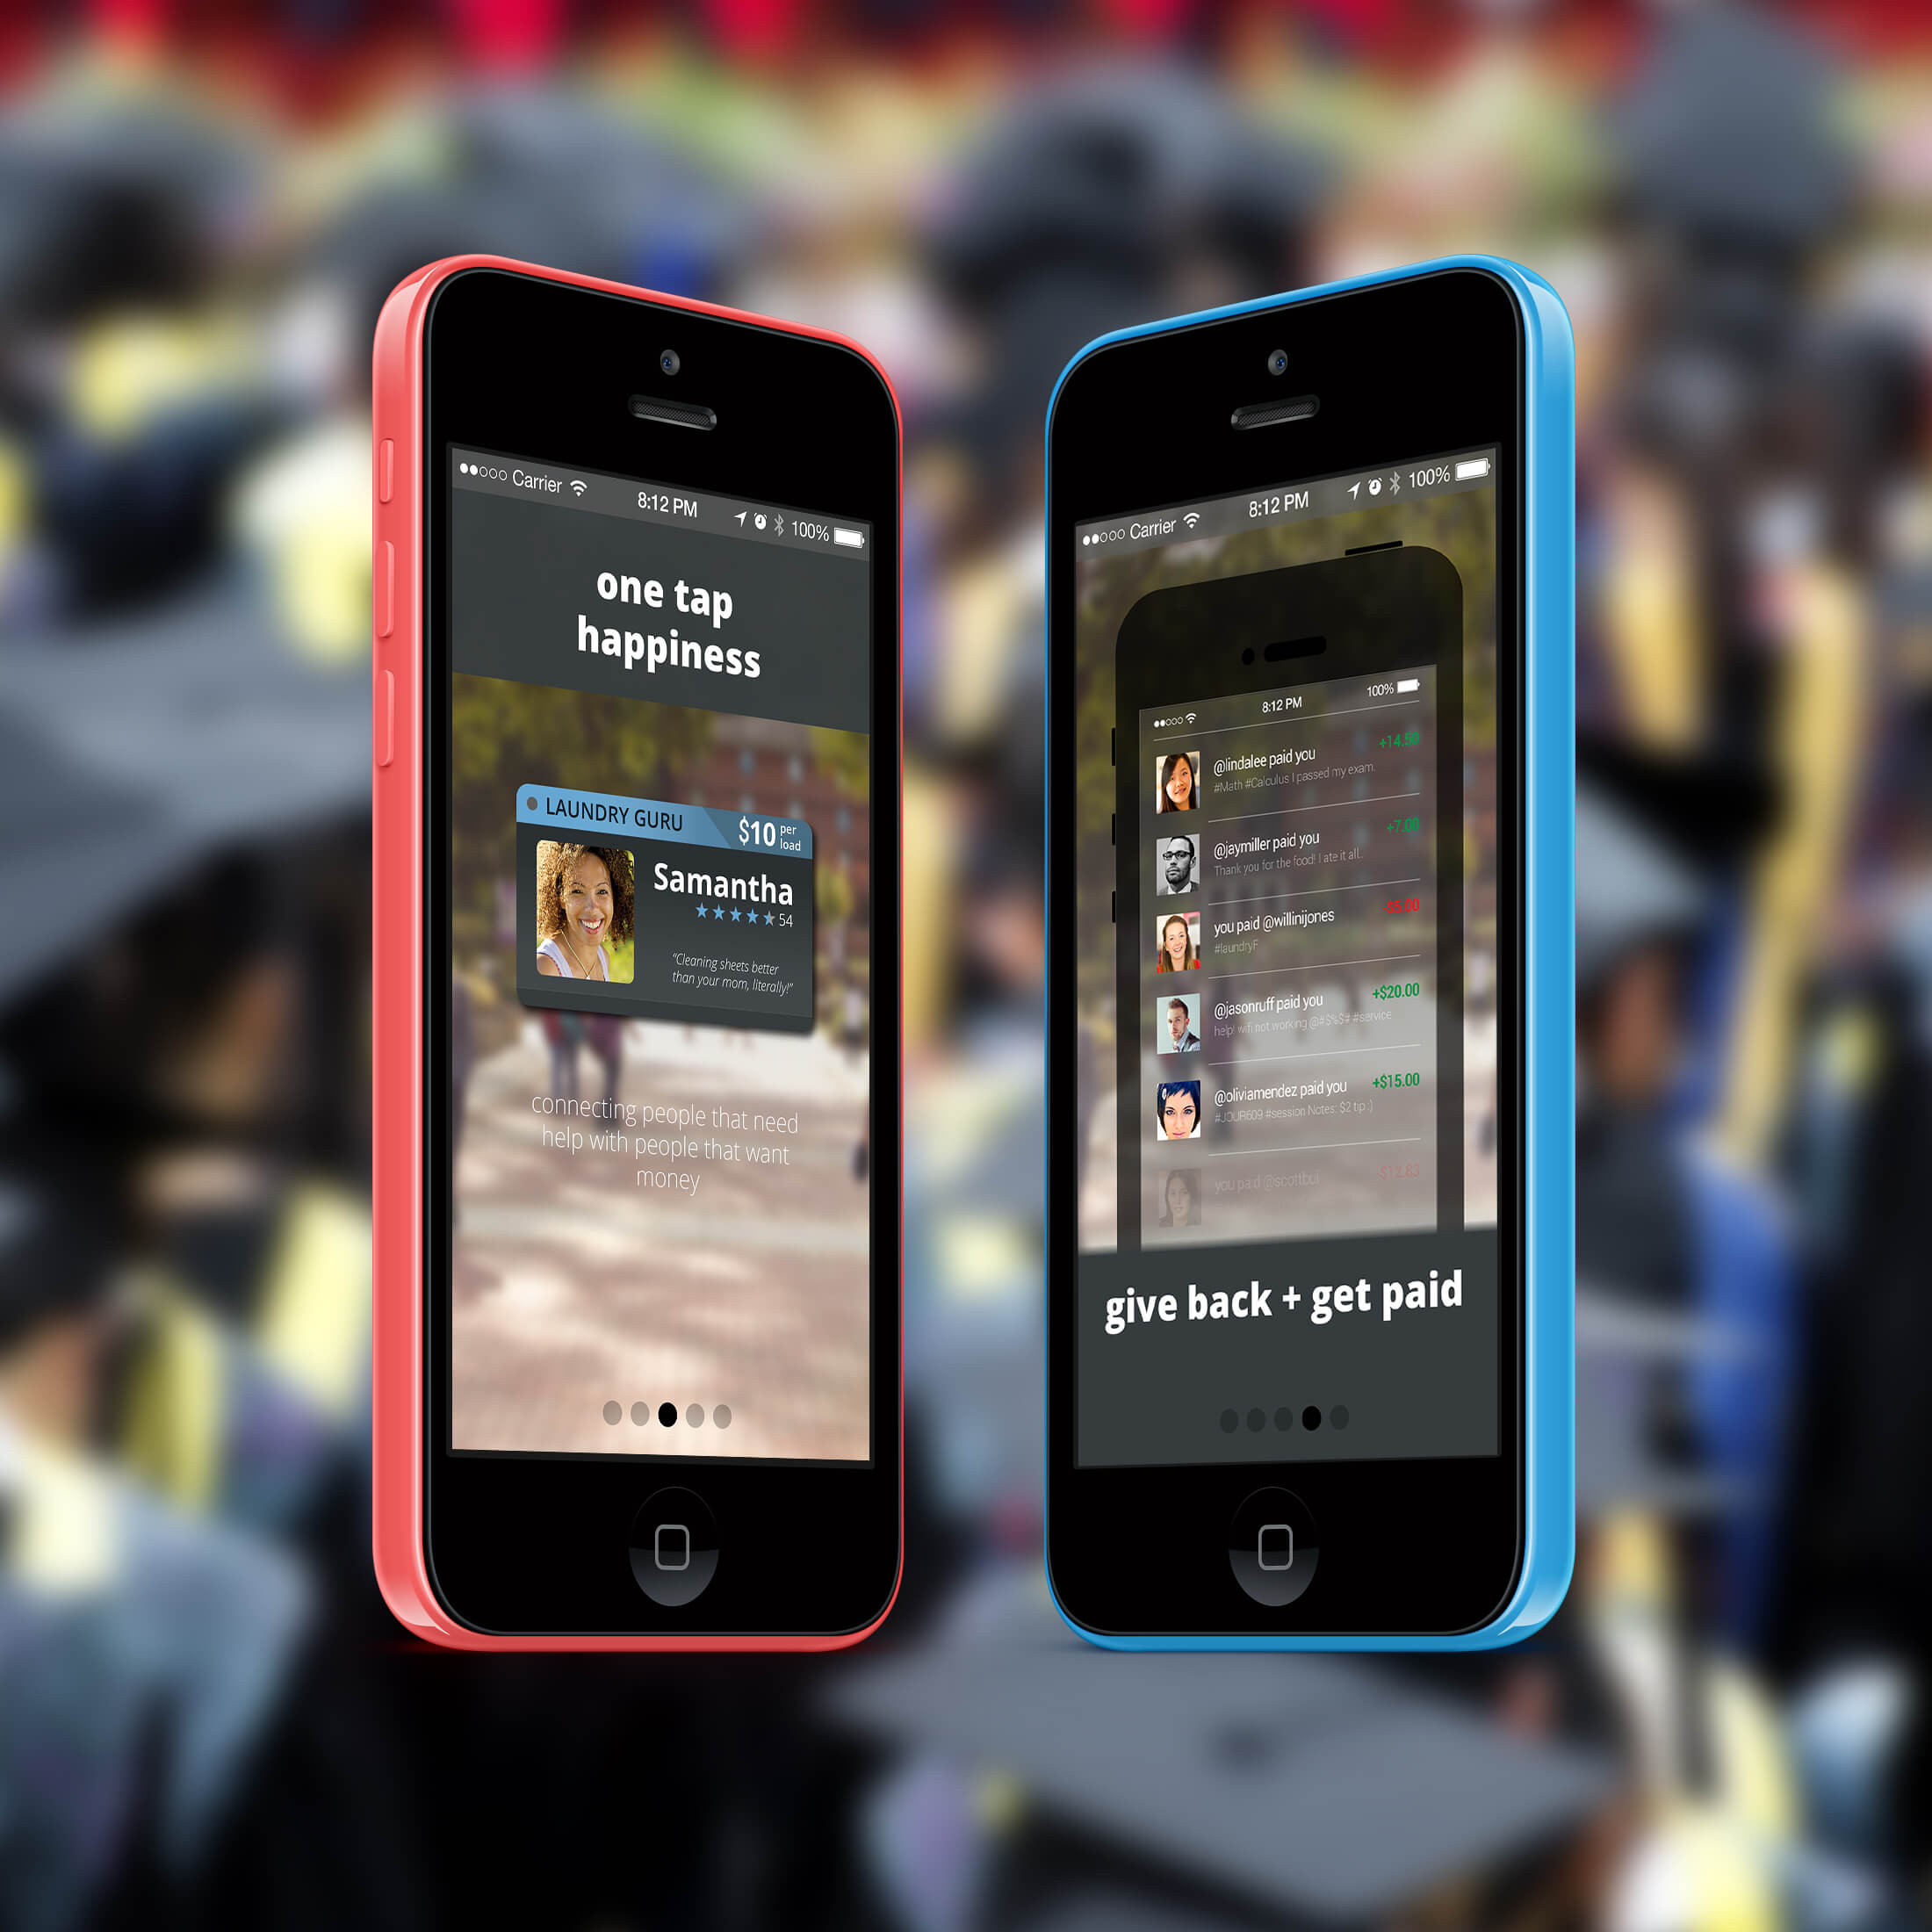 Carrier 8:12 PM 100%
one tap
happiness
LAUNDRY GURU $10 per load
Samantha
54
"Cleaning sheets better
than your mom, literally!"
connecting people that need
help with people that want
money
Carrier 8:12 PM 100%
8:12 PM 100%
@lindalee paid you +14.50
#Math #Calculus I passed my exam.
@jaymiller paid you +7.00
Thank you for the food! I ate it all.
you paid @willinijones -$5.00
#laundryF
@jasonruff paid you +$20.00
help! wifi not working @#$%$# #service
@oliviamendez paid you +$15.00
#JOUR609 #session Notes: $2 tip :)
you paid @scottbui -$12.83
give back + get paid